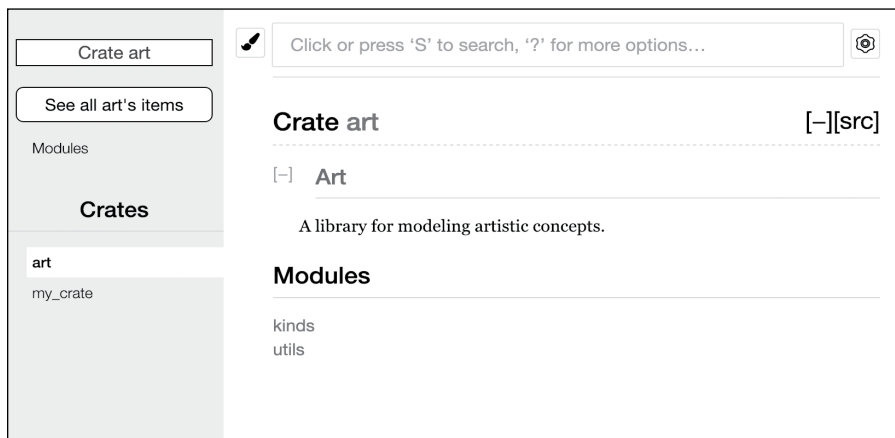 Crate art
See all art's items
Modules
Crates
art
my_crate
Click or press ‘S’ to search, ‘?’ for more options…
Crate art
[–][src]
[–] Art
A library for modeling artistic concepts.
Modules
kinds
utils